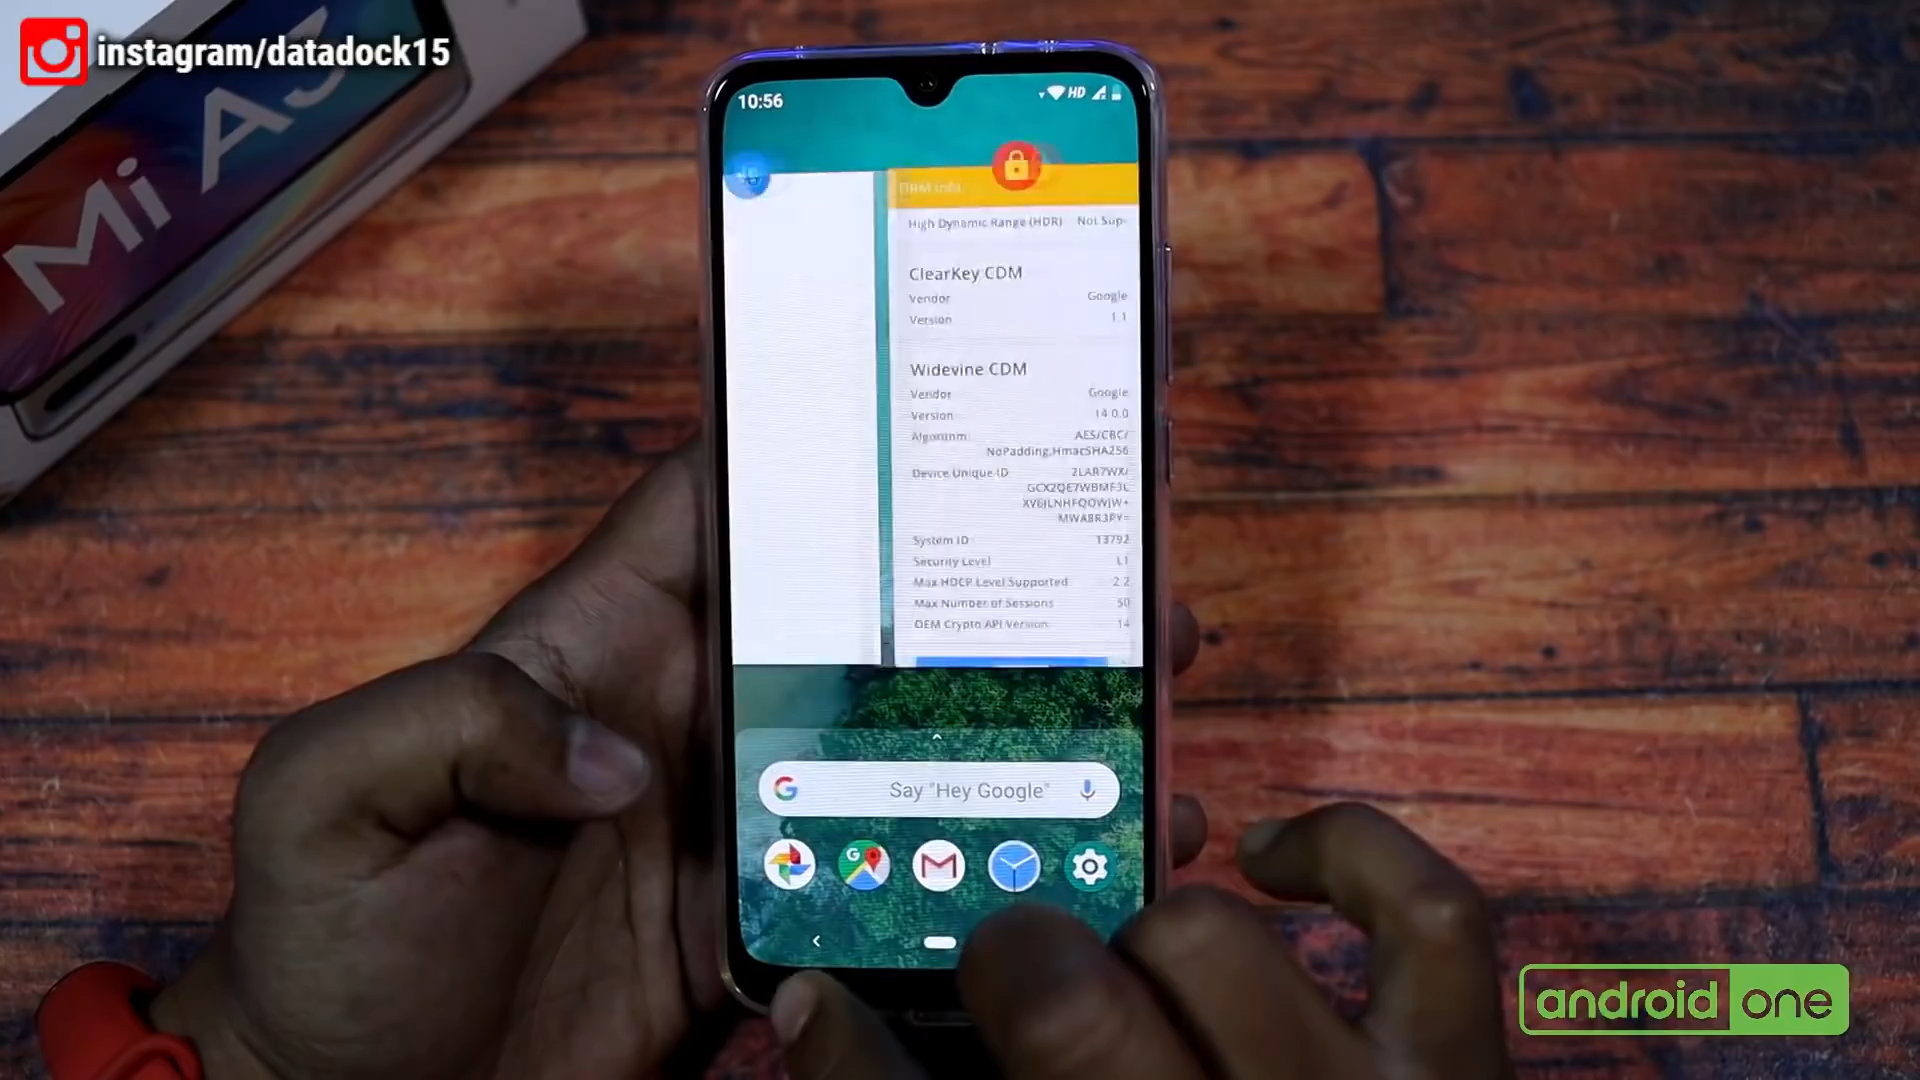 instagram/datadock15
Mi A3
10:56
HD
DRM Info
High Dynamic Range (HDR) Not Sup-
ClearKey CDM
Vendor Google
Version 1.1
Widevine CDM
Vendor Google
Version 14.0.0
Algorithm AES/CBC/
NoPadding,HmacSHA256
Device Unique ID 2LAR7WX/
GCX2QE7WBMF3L
XV6JLNHFQOWJW+
MWA8R3PY=
System ID 13792
Security Level L1
Max HDCP Level Supported 2.2
Max Number of Sessions 50
OEM Crypto API Version 14
Say "Hey Google"
android one